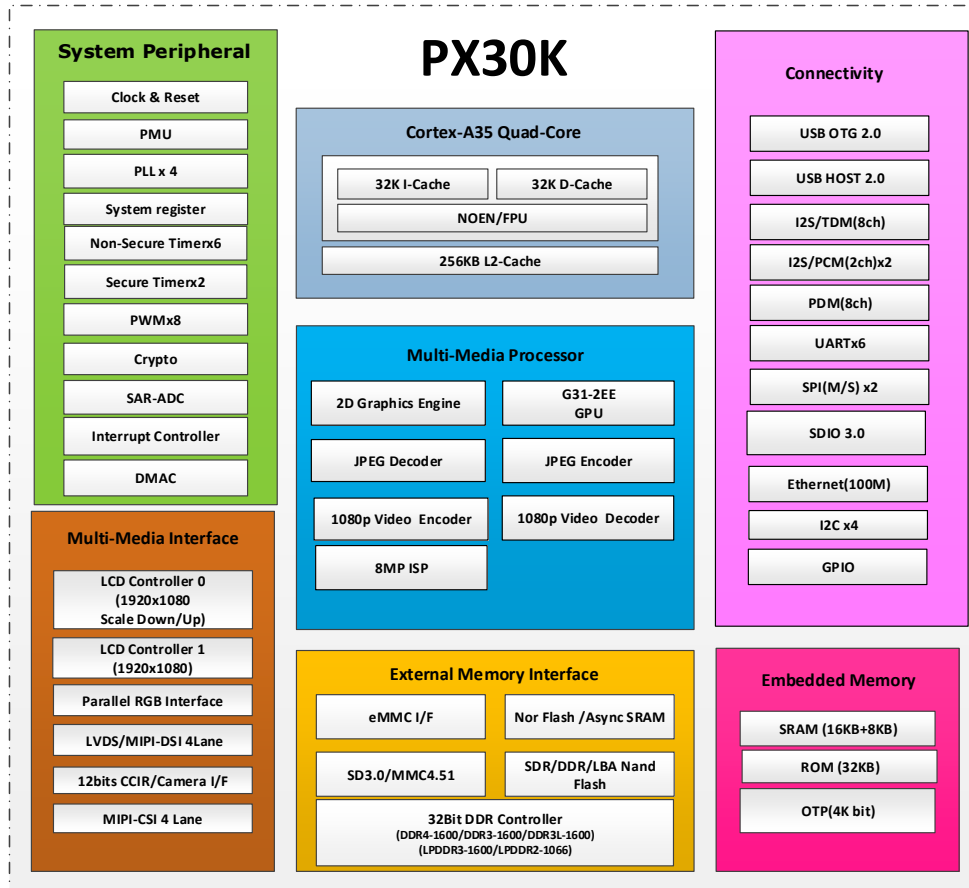 PX30K
System Peripheral
Clock & Reset
PMU
PLL x 4
System register
Non-Secure Timerx6
Secure Timerx2
PWMx8
Crypto
SAR-ADC
Interrupt Controller
DMAC
Multi-Media Interface
LCD Controller 0
(1920x1080
Scale Down/Up)
LCD Controller 1
(1920x1080)
Parallel RGB Interface
LVDS/MIPI-DSI 4Lane
12bits CCIR/Camera I/F
MIPI-CSI 4 Lane
Cortex-A35 Quad-Core
32K I-Cache
32K D-Cache
NOEN/FPU
256KB L2-Cache
Multi-Media Processor
2D Graphics Engine
G31-2EE
GPU
JPEG Decoder
JPEG Encoder
1080p Video Encoder
1080p Video Decoder
8MP ISP
External Memory Interface
eMMC I/F
Nor Flash /Async SRAM
SD3.0/MMC4.51
SDR/DDR/LBA Nand
Flash
32Bit DDR Controller
(DDR4-1600/DDR3-1600/DDR3L-1600)
(LPDDR3-1600/LPDDR2-1066)
Connectivity
USB OTG 2.0
USB HOST 2.0
I2S/TDM(8ch)
I2S/PCM(2ch)x2
PDM(8ch)
UARTx6
SPI(M/S) x2
SDIO 3.0
Ethernet(100M)
I2C x4
GPIO
Embedded Memory
SRAM (16KB+8KB)
ROM (32KB)
OTP(4K bit)